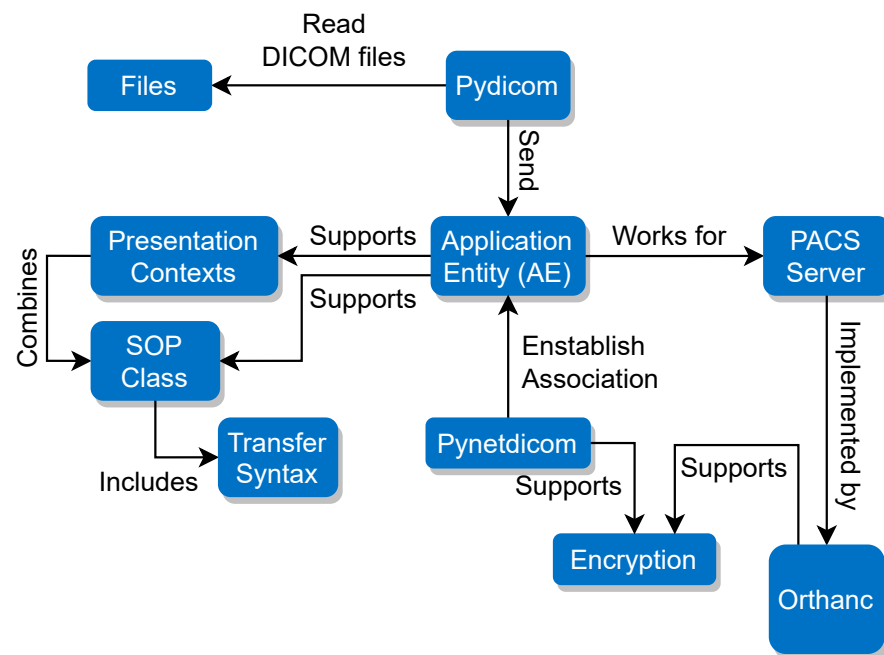 Read
DICOM files
Files
Pydicom
Send
Presentation
Contexts
Supports
Application
Entity (AE)
Works for
PACS
Server
Supports
Combines
SOP
Class
Enstablish
Association
Implemented by
Transfer
Syntax
Includes
Pynetdicom
Supports
Supports
Encryption
Orthanc